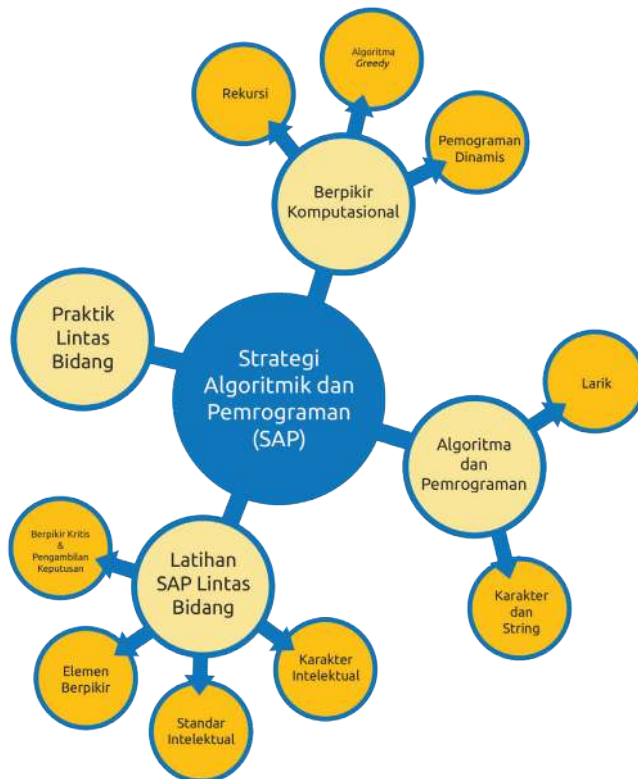 Algoritma
Greedy
Rekursi
Pemograman
Dinamis
Berpikir
Komputasional
Praktik
Lintas
Bidang
Strategi
Algoritmik dan
Pemrograman
(SAP)
Larik
Algoritma
dan
Pemrograman
Berpikir Kritis
&
Pengambilan
Keputusan
Latihan
SAP Lintas
Bidang
Karakter
dan
String
Elemen
Berpikir
Karakter
Intelektual
Standar
Intelektual